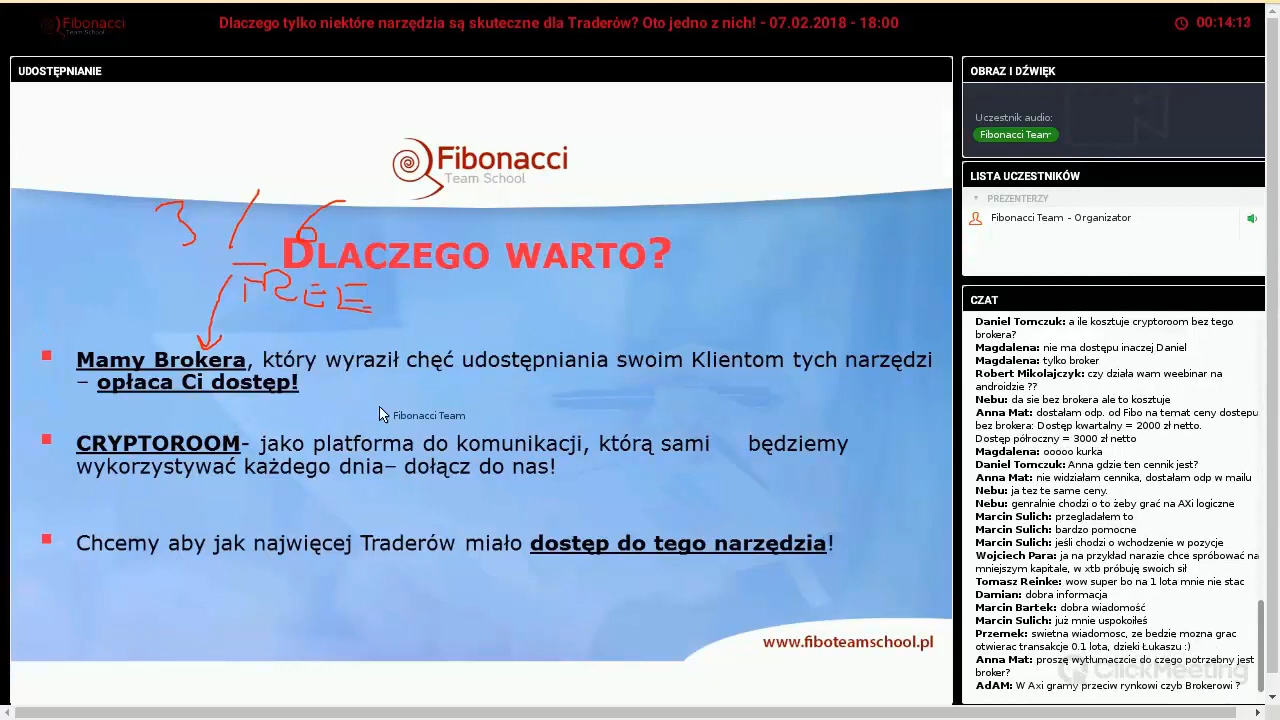 Fibonacci
Team School
Dlaczego tylko niektóre narzędzia są skuteczne dla Traderów? Oto jedno z nich! - 07.02.2018 - 18:00
00:14:13
UDOSTĘPNIANIE
Fibonacci
Team School
3 / 6
DLACZEGO WARTO?
FREE
Mamy Brokera, który wyraził chęć udostępniania swoim Klientom tych narzędzi
– opłaca Ci dostęp!
Fibonacci Team
CRYPTOROOM- jako platforma do komunikacji, którą sami będziemy
wykorzystywać każdego dnia– dołącz do nas!
Chcemy aby jak najwięcej Traderów miało dostęp do tego narzędzia!
www.fiboteamschool.pl
OBRAZ I DŹWIĘK
Uczestnik audio:
Fibonacci Team
LISTA UCZESTNIKÓW
PREZENTERZY
Fibonacci Team - Organizator
CZAT
Daniel Tomczuk: a ile kosztuje cryptoroom bez tego
brokera?
Magdalena: nie ma dostępu inaczej Daniel
Magdalena: tylko broker
Robert Mikolajczyk: czy działa wam weebinar na
androidzie ??
Nebu: da sie bez brokera ale to kosztuje
Anna Mat: dostałam odp. od Fibo na temat ceny dostepu
bez brokera: Dostęp kwartalny = 2000 zł netto.
Dostęp półroczny = 3000 zł netto
Magdalena: ooooo kurka
Daniel Tomczuk: Anna gdzie ten cennik jest?
Anna Mat: nie widziałam cennika, dostałam odp w mailu
Nebu: ja tez te same ceny.
Nebu: genralnie chodzi o to żeby grać na AXi logiczne
Marcin Sulich: przegladałem to
Marcin Sulich: bardzo pomocne
Marcin Sulich: jeśli chodzi o wchodzenie w pozycje
Wojciech Para: ja na przykład narazie chce spróbować na
mniejszym kapitale, w xtb próbuję swoich sił
Tomasz Reinke: wow super bo na 1 lota mnie nie stac
Damian: dobra informacja
Marcin Bartek: dobra wiadomość
Marcin Sulich: już mnie uspokoiłeś
Przemek: swietna wiadomosc, ze bedzie mozna grac
otwierac transakcje 0.1 lota, dzieki Łukaszu :)
Anna Mat: proszę wytłumaczcie do czego potrzebny jest
broker?
AdAM: W Axi gramy przeciw rynkowi czyb Brokerowi ?
ClickMeeting